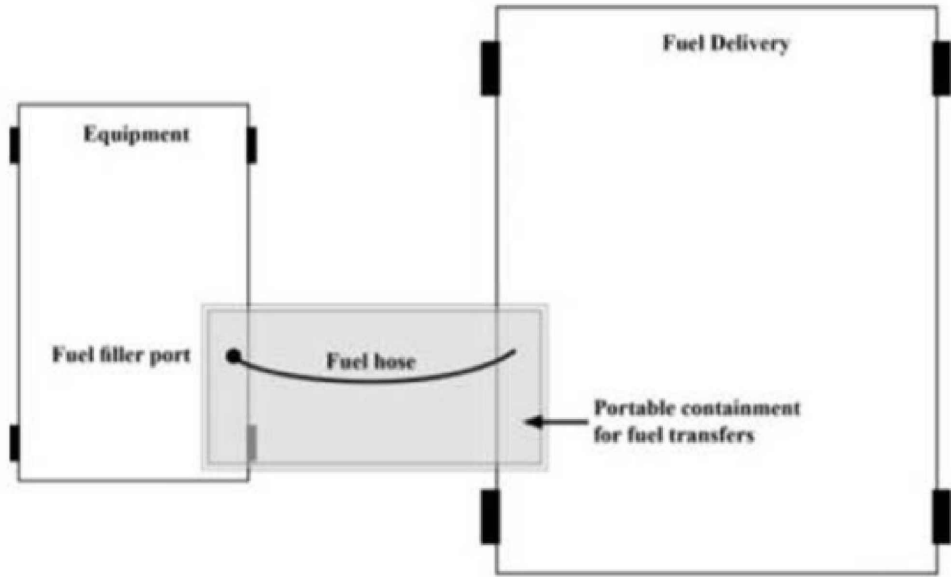 Fuel Delivery
Equipment
Fuel filler port
Fuel hose
Portable containment
for fuel transfers